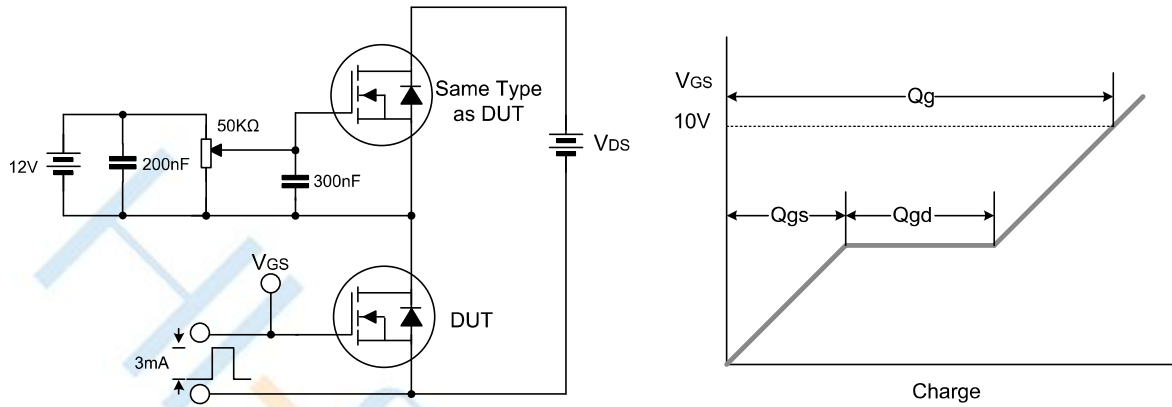 12V
200nF
50KΩ
300nF
Same Type
as DUT
VDS
VGS
3mA
DUT
VGS
10V
Qg
Qgs
Qgd
Charge